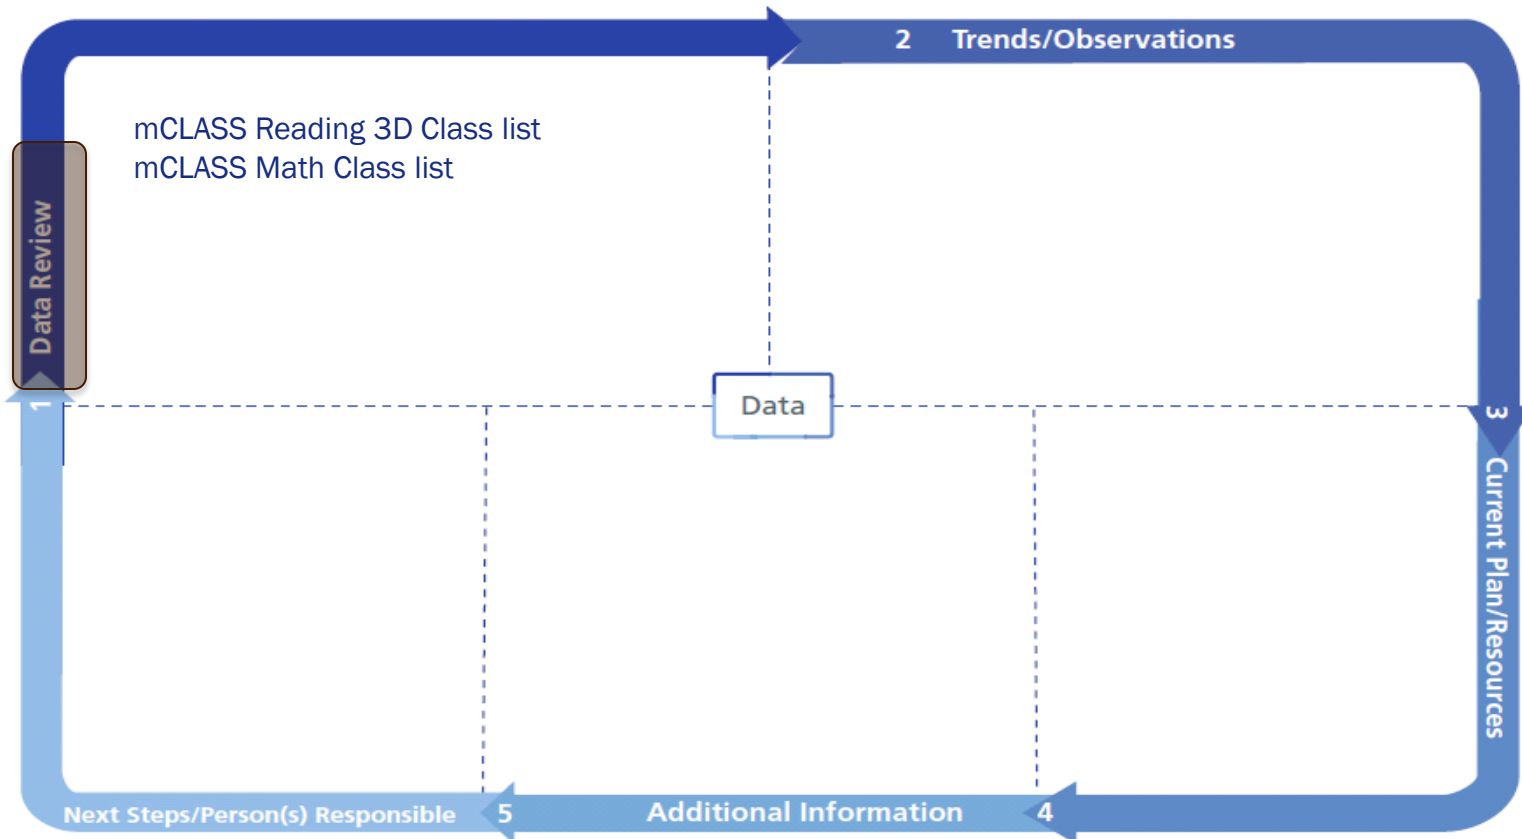 2 Trends/Observations
mCLASS Reading 3D Class list
mCLASS Math Class list
1 Data Review
Data
3 Current Plan/Resources
4 Additional Information
5 Next Steps/Person(s) Responsible